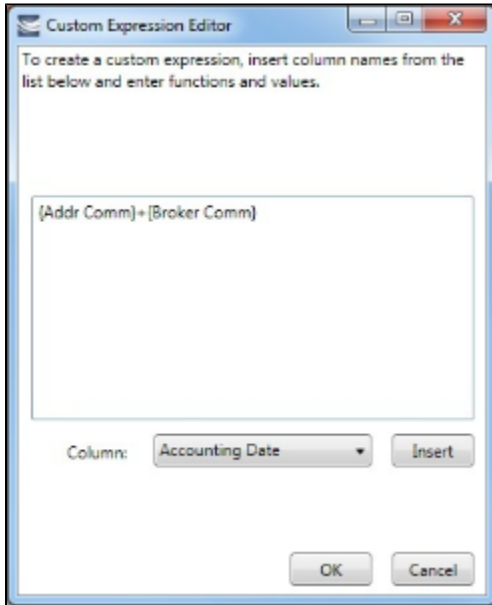 Custom Expression Editor
To create a custom expression, insert column names from the
list below and enter functions and values.
{Addr Comm}+{Broker Comm}
Column: Accounting Date Insert
OK Cancel